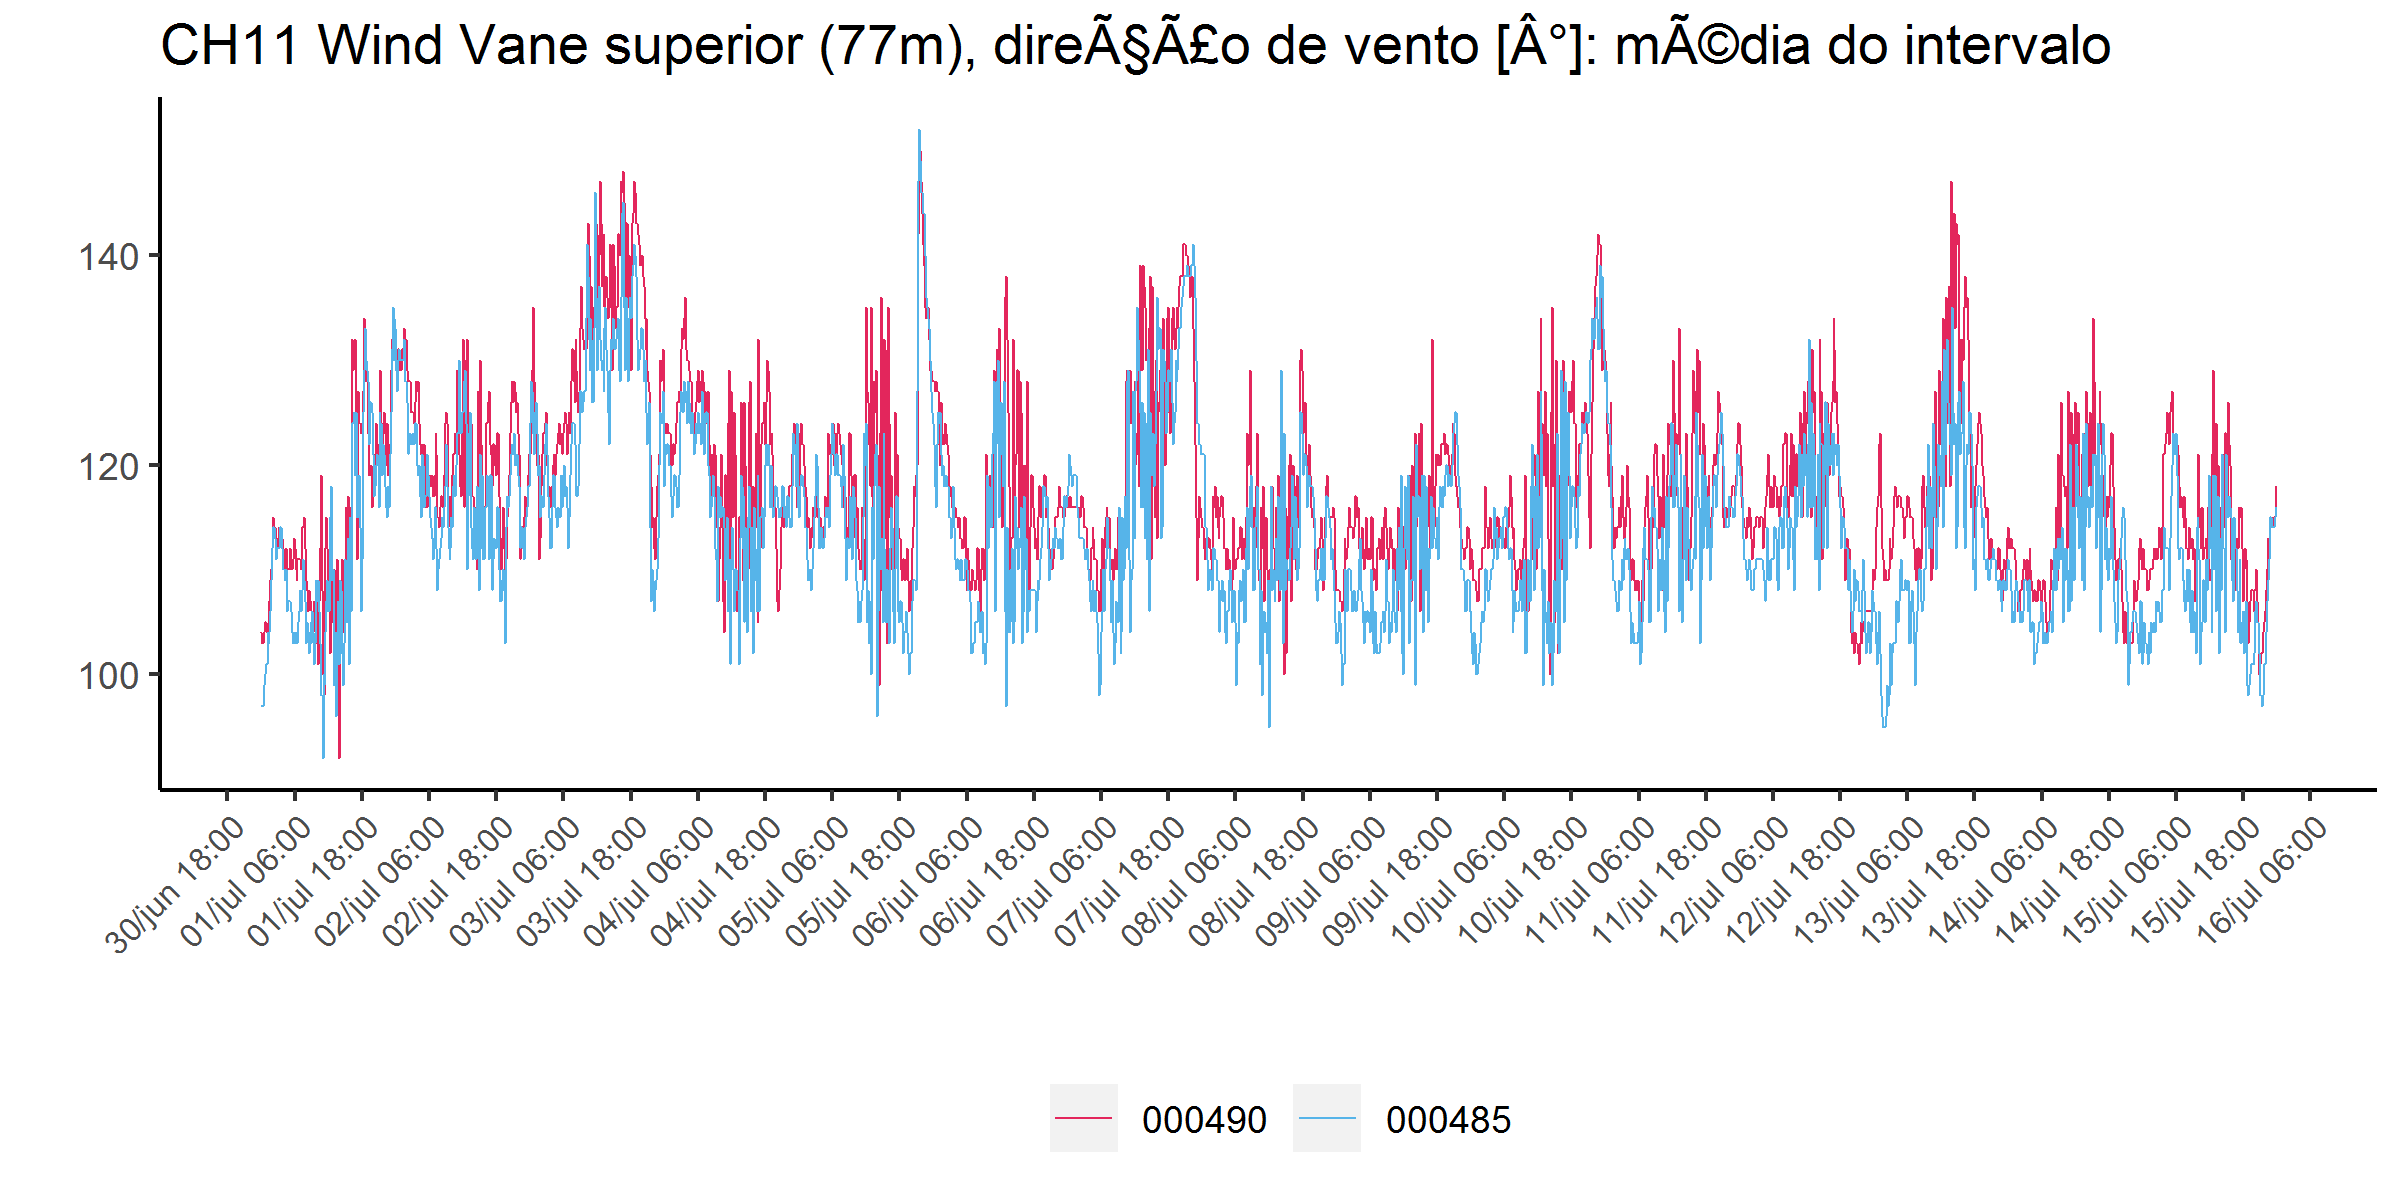 CH11 Wind Vane superior (77m), direÃ§Ã£o de vento [Â°]: mÃ©dia do intervalo
140
120
100
30/jun 18:00
01/jul 06:00
01/jul 18:00
02/jul 06:00
02/jul 18:00
03/jul 06:00
03/jul 18:00
04/jul 06:00
04/jul 18:00
05/jul 06:00
05/jul 18:00
06/jul 06:00
06/jul 18:00
07/jul 06:00
07/jul 18:00
08/jul 06:00
08/jul 18:00
09/jul 06:00
09/jul 18:00
10/jul 06:00
10/jul 18:00
11/jul 06:00
11/jul 18:00
12/jul 06:00
12/jul 18:00
13/jul 06:00
13/jul 18:00
14/jul 06:00
14/jul 18:00
15/jul 06:00
15/jul 18:00
16/jul 06:00
000490 000485